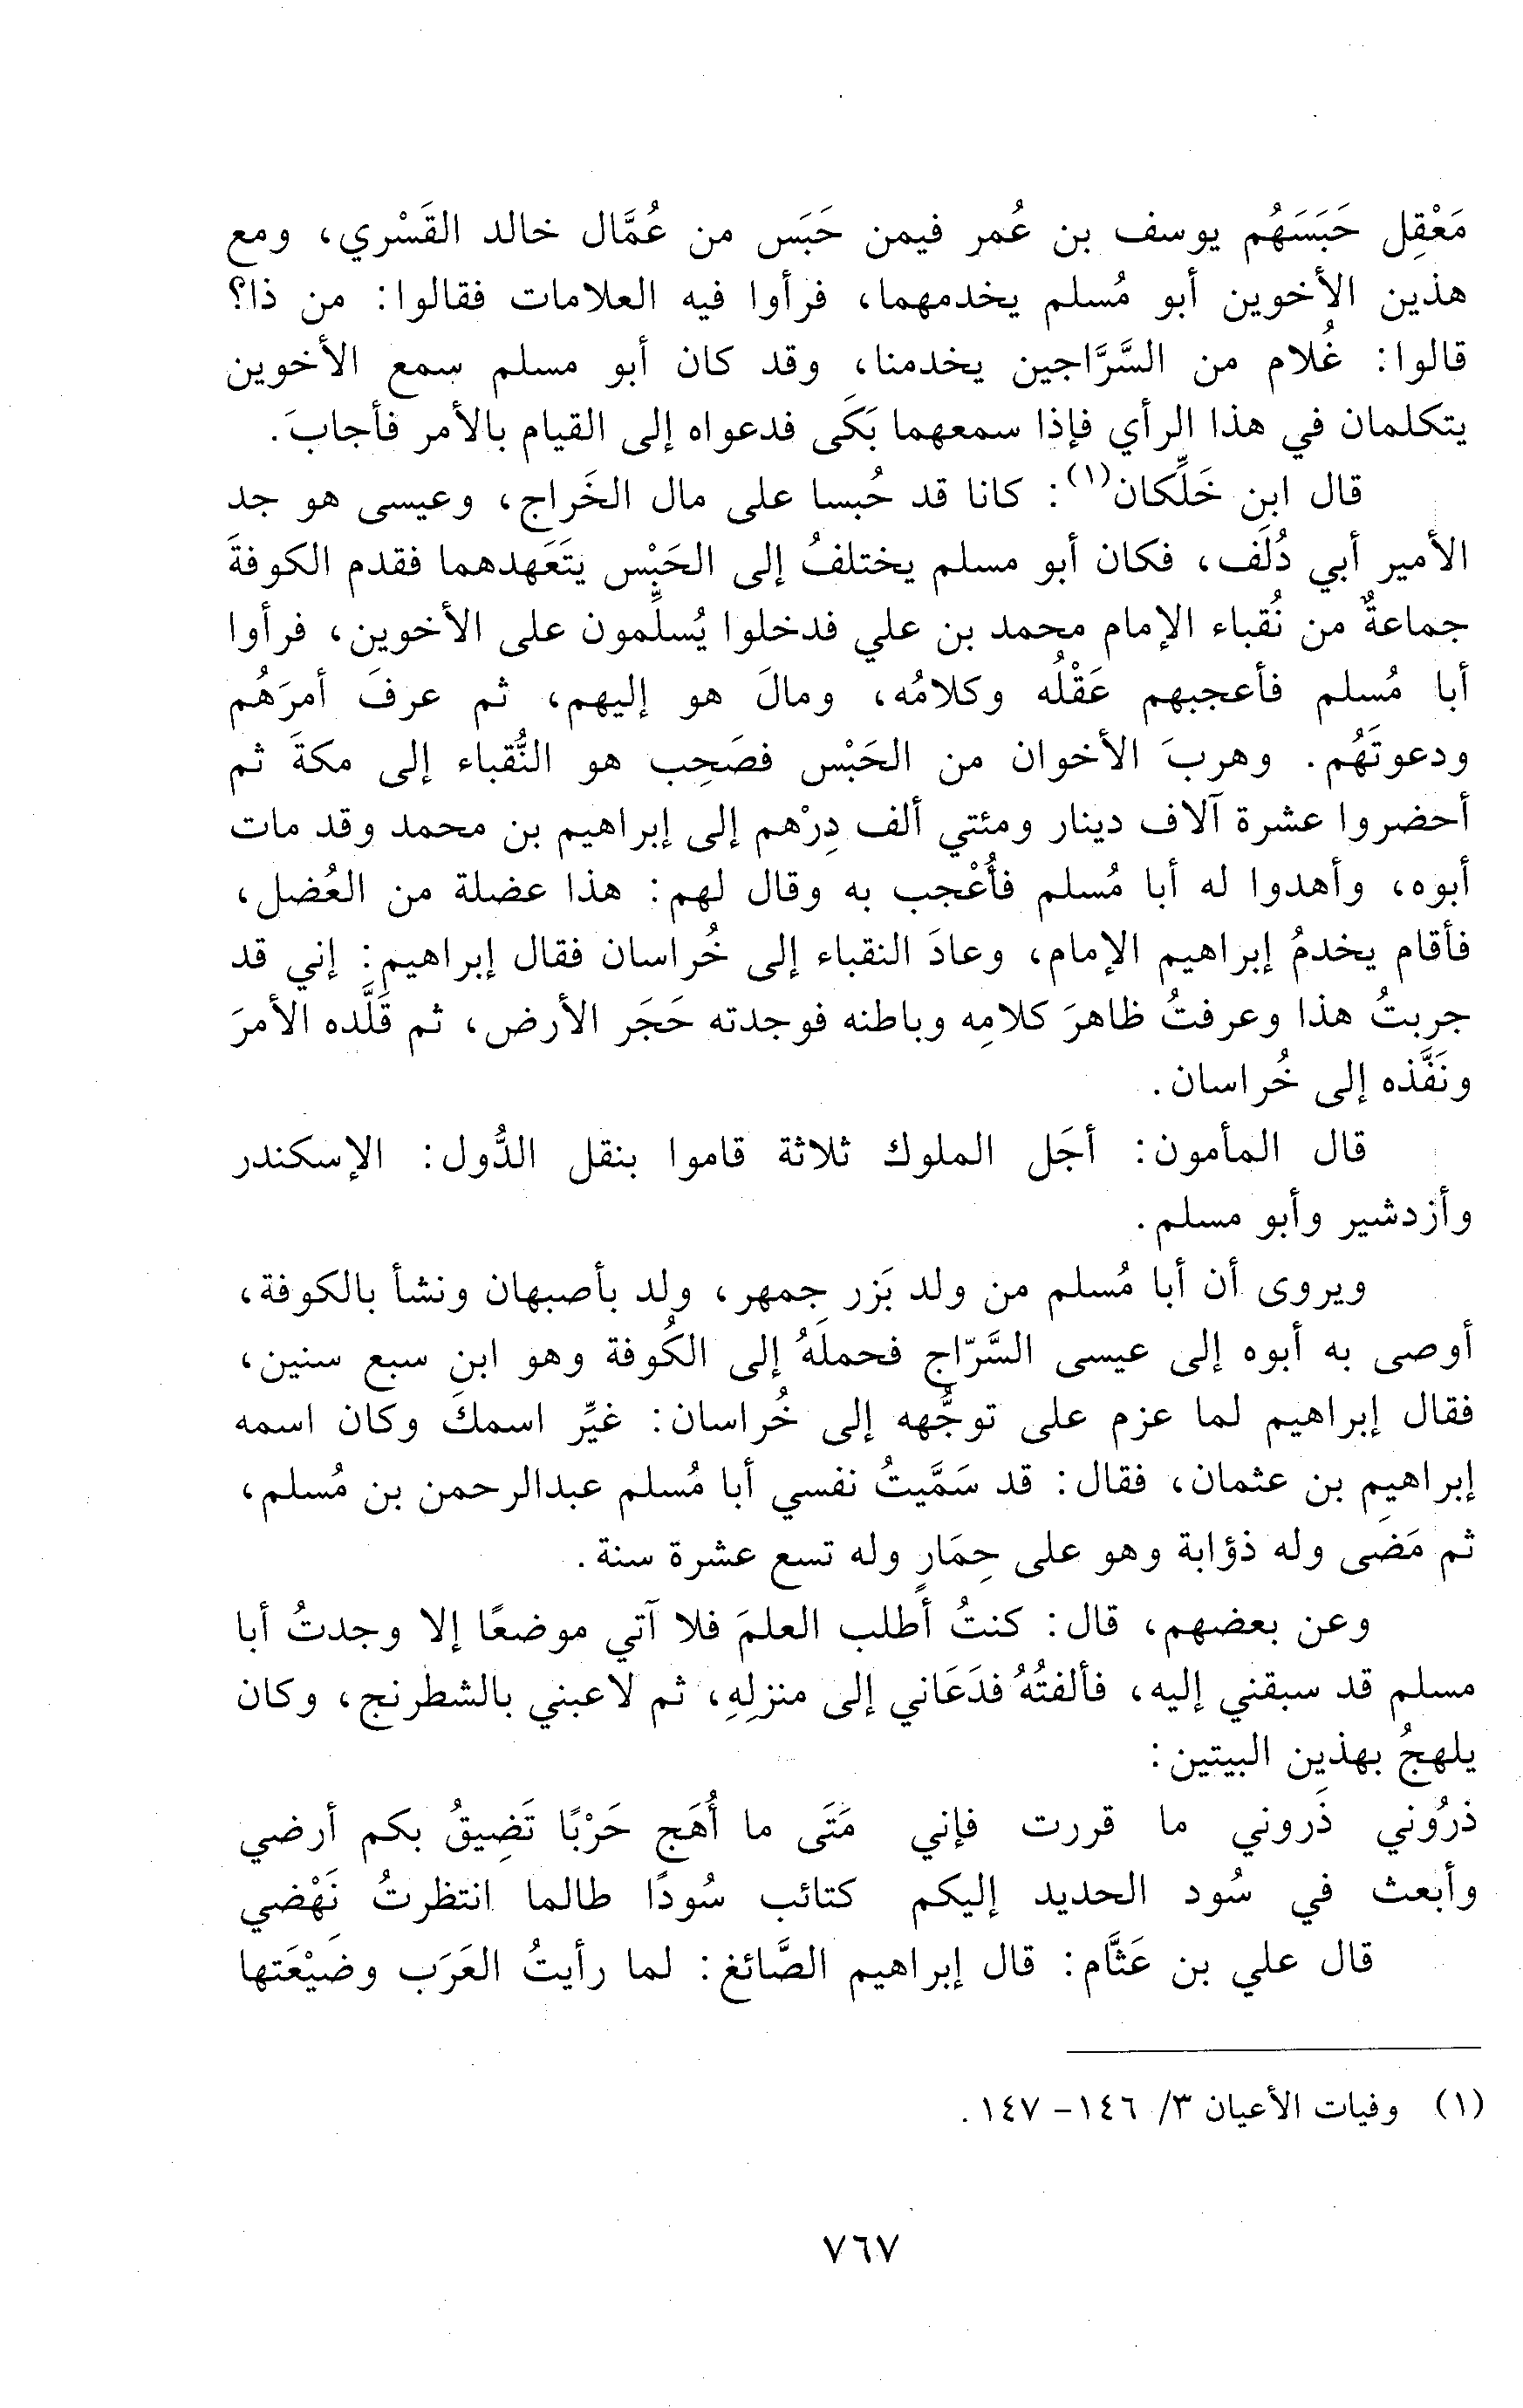 مَعْقِل حَبَسَهُم يوسف بن عُمر فيمن حَبَس من عُمَّال خالد القَسْري، ومع
هذين الأخوين أبو مُسلم يخدمهما، فرأوا فيه العلامات فقالوا: من ذا؟
قالوا: غُلام من السَّرَّاجين يخدمنا، وقد كان أبو مسلم سمع الأخوين
يتكلمان في هذا الرأي فإذا سمعهما بَكَى فدعواه إلى القيام بالأمر فأجابَ.
قال ابن خَلِّكان(١): كانا قد حُبسا على مال الخَراج، وعيسى هو جد
الأمير أبي دُلَف، فكان أبو مسلم يختلفُ إلى الحَبْس يتَعَهدهما فقدم الكوفةَ
جماعةٌ من نُقباء الإمام محمد بن علي فدخلوا يُسلِّمون على الأخوين، فرأوا
أبا مُسلم فأعجبهم عَقْلُه وكلامُه، ومالَ هو إليهم، ثم عرفَ أمرَهُم
ودعوتَهُم. وهربَ الأخوان من الحَبْس فصَحِب هو النُّقباء إلى مكةَ ثم
أحضروا عشرة آلاف دينار ومئتي ألف دِرْهم إلى إبراهيم بن محمد وقد مات
أبوه، وأهدوا له أبا مُسلم فأُعْجب به وقال لهم: هذا عضلة من العُضل،
فأقام يخدمُ إبراهيم الإمام، وعادَ النقباء إلى خُراسان فقال إبراهيم: إني قد
جربتُ هذا وعرفتُ ظاهرَ كلامِه وباطنه فوجدته حَجَر الأرض، ثم قَلَّده الأمرَ
ونَفَّذه إلى خُراسان.
قال المأمون: أجَل الملوك ثلاثة قاموا بنقل الدُّول: الإسكندر
وأزدشير وأبو مسلم.
ويروى أن أبا مُسلم من ولد بَزر جمهر، ولد بأصبهان ونشأ بالكوفة،
أوصى به أبوه إلى عيسى السَّرّاج فحملَهُ إلى الكُوفة وهو ابن سبع سنين،
فقال إبراهيم لما عزم على توجُّهه إلى خُراسان: غيِّر اسمكَ وكان اسمه
إبراهيم بن عثمان، فقال: قد سَمَّيتُ نفسي أبا مُسلم عبدالرحمن بن مُسلم،
ثم مَضَى وله ذؤابة وهو على حِمَارٍ وله تسع عشرة سنة.
وعن بعضهم، قال: كنتُ أطلب العلمَ فلا آتي موضعًا إلا وجدتُ أبا
مسلم قد سبقني إليه، فألفتُهُ فدَعَاني إلى منزلِهِ، ثم لاعبني بالشطرنج، وكان
يلهجُ بهذين البيتين:
ذرُوني ذَروني ما قررت فإني مَتَى ما أُهَج حَرْبًا تَضِيقُ بكم أرضي
وأبعث في سُود الحديد إليكم كتائب سُودًا طالما انتظرتُ نَهْضِي
قال علي بن عَثَّام: قال إبراهيم الصَّائغ: لما رأيتُ العَرَب وضَيْعَتها
(١) وفيات الأعيان ٣/ ١٤٦- ١٤٧.
٧٦٧